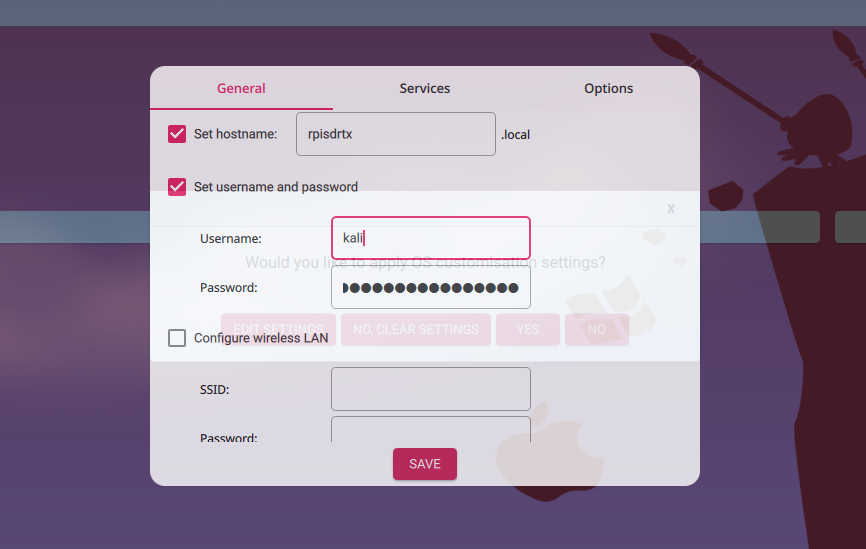 General Services Options
Set hostname: rpisdrtx .local
Set username and password
X
Username: kali
Would you like to apply OS customisation settings?
Password:
EDIT SETTINGS NO, CLEAR SETTINGS YES NO
Configure wireless LAN
SSID:
Password:
SAVE